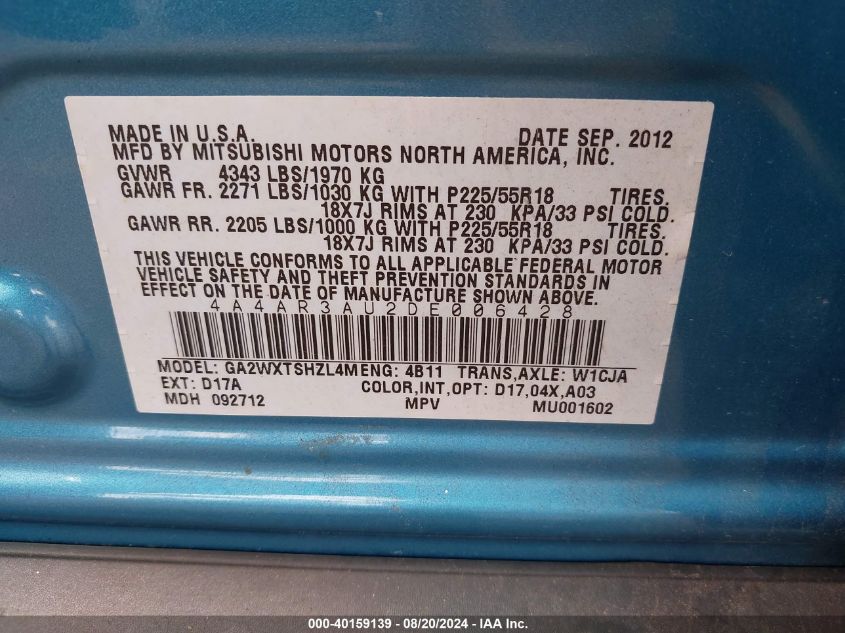 MADE IN U.S.A. DATE SEP. 2012
MFD BY MITSUBISHI MOTORS NORTH AMERICA, INC.
GVWR 4343 LBS/1970 KG
GAWR FR. 2271 LBS/1030 KG WITH P225/55R18 TIRES.
18X7J RIMS AT 230 KPA/33 PSI COLD.
GAWR RR. 2205 LBS/1000 KG WITH P225/55R18 TIRES.
18X7J RIMS AT 230 KPA/33 PSI COLD.
THIS VEHICLE CONFORMS TO ALL APPLICABLE FEDERAL MOTOR
VEHICLE SAFETY AND THEFT PREVENTION STANDARDS IN
EFFECT ON THE DATE OF MANUFACTURE SHOWN ABOVE.
4A4AR3AU2DE006428
MODEL: GA2WXTSHZL4MENG: 4B11 TRANS,AXLE: W1CJA
EXT: D17A COLOR,INT,OPT: D17,04X,A03
MDH 092712 MPV MU001602
000-40159139 - 08/20/2024 - IAA Inc.